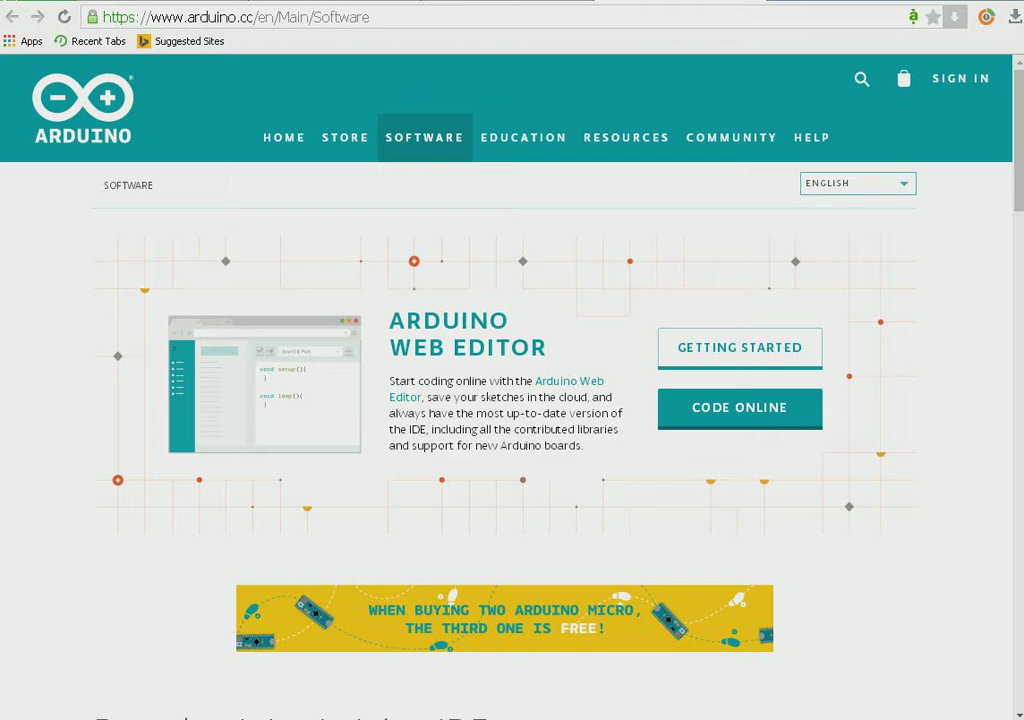 https://www.arduino.cc/en/Main/Software
Apps Recent Tabs Suggested Sites
SIGN IN
ARDUINO
HOME STORE SOFTWARE EDUCATION RESOURCES COMMUNITY HELP
SOFTWARE
ENGLISH
ARDUINO
WEB EDITOR
Start coding online with the Arduino Web
Editor, save your sketches in the cloud, and
always have the most up-to-date version of
the IDE, including all the contributed libraries
and support for new Arduino boards.
Board & Port
void setup(){
}
void loop(){
}
GETTING STARTED
CODE ONLINE
WHEN BUYING TWO ARDUINO MICRO,
THE THIRD ONE IS FREE!